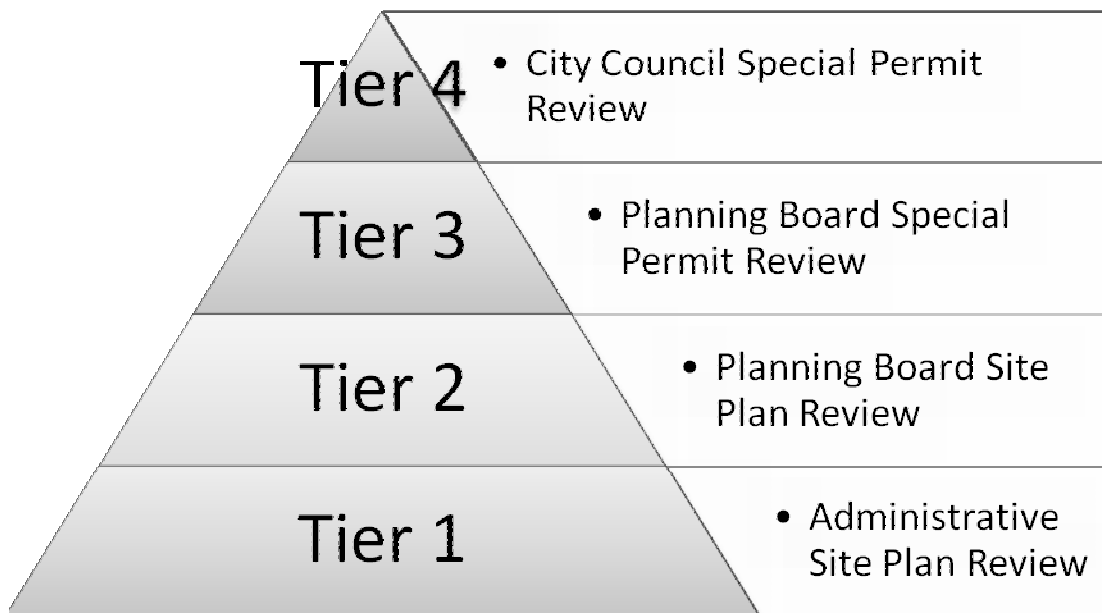 Tier 4
• City Council Special Permit
Review
Tier 3
• Planning Board Special
Permit Review
Tier 2
• Planning Board Site
Plan Review
Tier 1
• Administrative
Site Plan Review